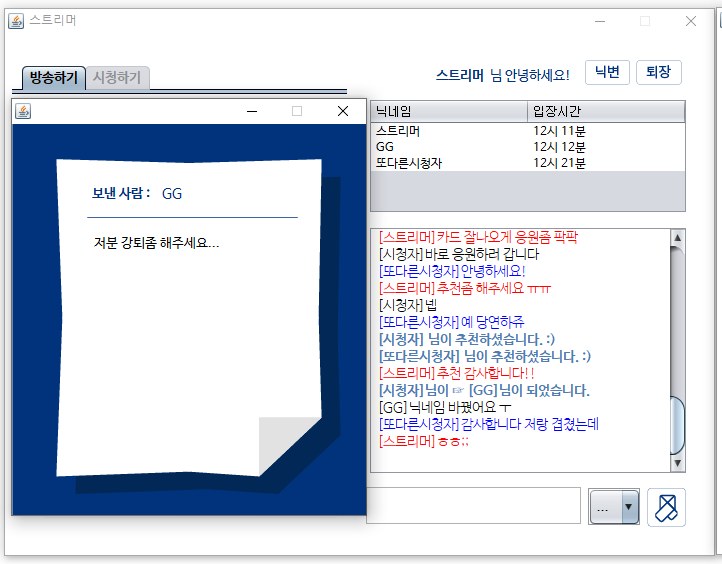 스트리머
방송하기 시청하기
스트리머 님 안녕하세요! 닉변 퇴장
보낸 사람 : GG
저분 강퇴좀 해주세요...
닉네임 입장시간
스트리머 12시 11분
GG 12시 12분
또다른시청자 12시 21분
[스트리머] 카드 잘나오게 응원좀 팍팍
[시청자] 바로 응원하러 갑니다
[또다른시청자] 안녕하세요!
[스트리머] 추천좀 해주세요 ㅠㅠ
[시청자] 넵
[또다른시청자] 예 당연하쥬
[시청자] 님이 추천하셨습니다. :)
[또다른시청자] 님이 추천하셨습니다. :)
[스트리머] 추천 감사합니다!!
[시청자]님이 ☞ [GG]님이 되었습니다.
[GG] 닉네임 바꿨어요 ㅜ
[또다른시청자] 감사합니다 저랑 겹쳤는데
[스트리머] ㅎㅎ;;
...